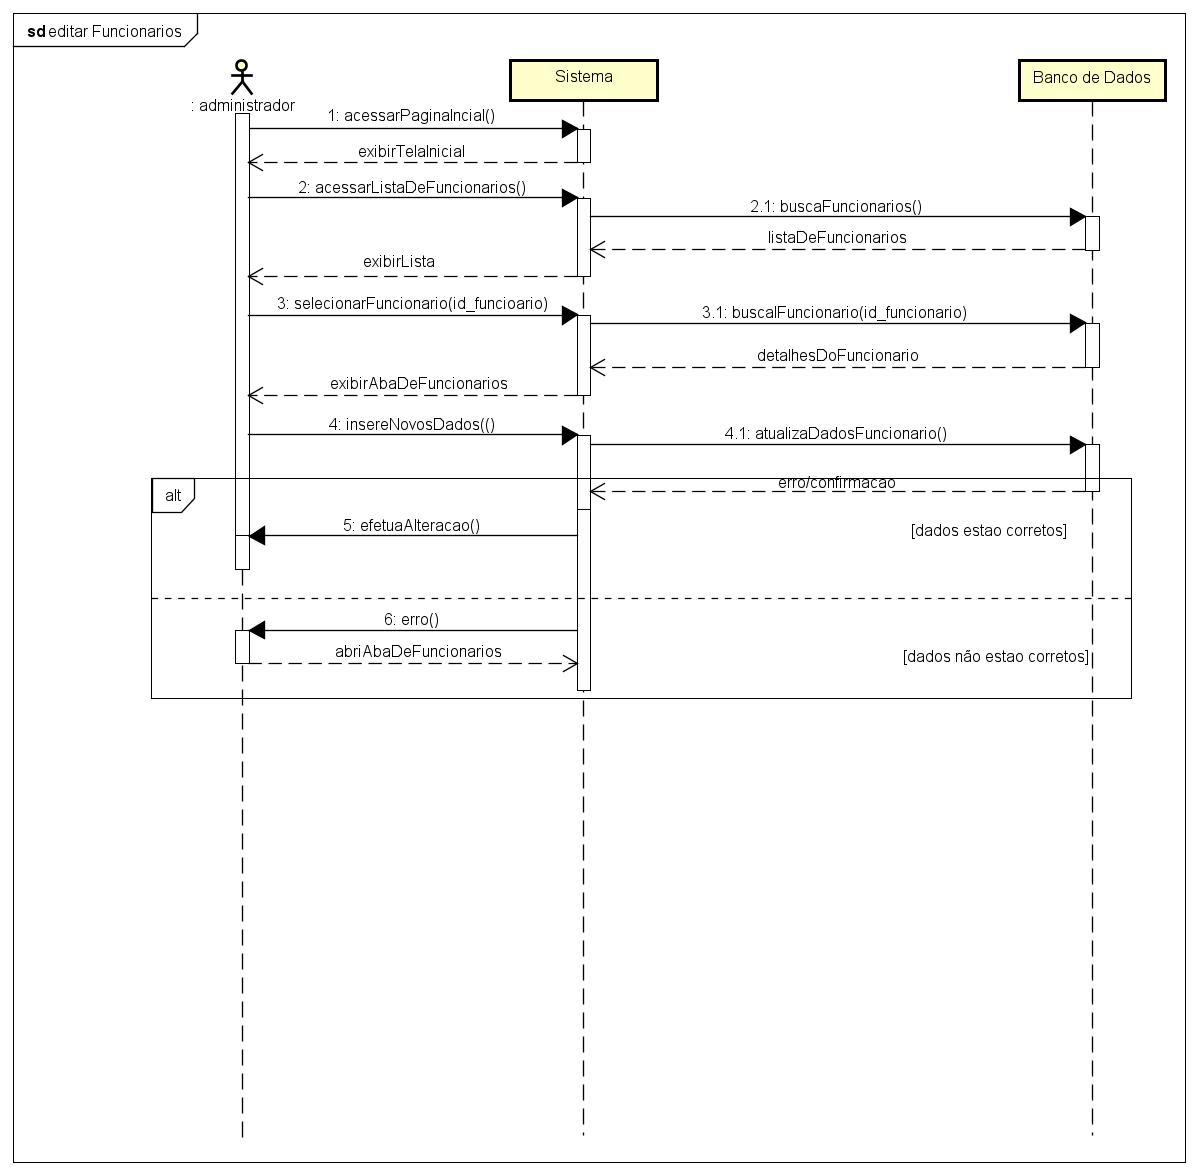 sd editar Funcionarios
: administrador
Sistema
Banco de Dados
1: acessarPaginaIncial()
exibirTelaInicial
2: acessarListaDeFuncionarios()
2.1: buscaFuncionarios()
listaDeFuncionarios
exibirLista
3: selecionarFuncionario(id_funcioario)
3.1: buscalFuncionario(id_funcionario)
detalhesDoFuncionario
exibirAbaDeFuncionarios
4: insereNovosDados(()
4.1: atualizaDadosFuncionario()
erro/confirmacao
alt
5: efetuaAlteracao()
[dados estao corretos]
6: erro()
abriAbaDeFuncionarios
[dados não estao corretos]